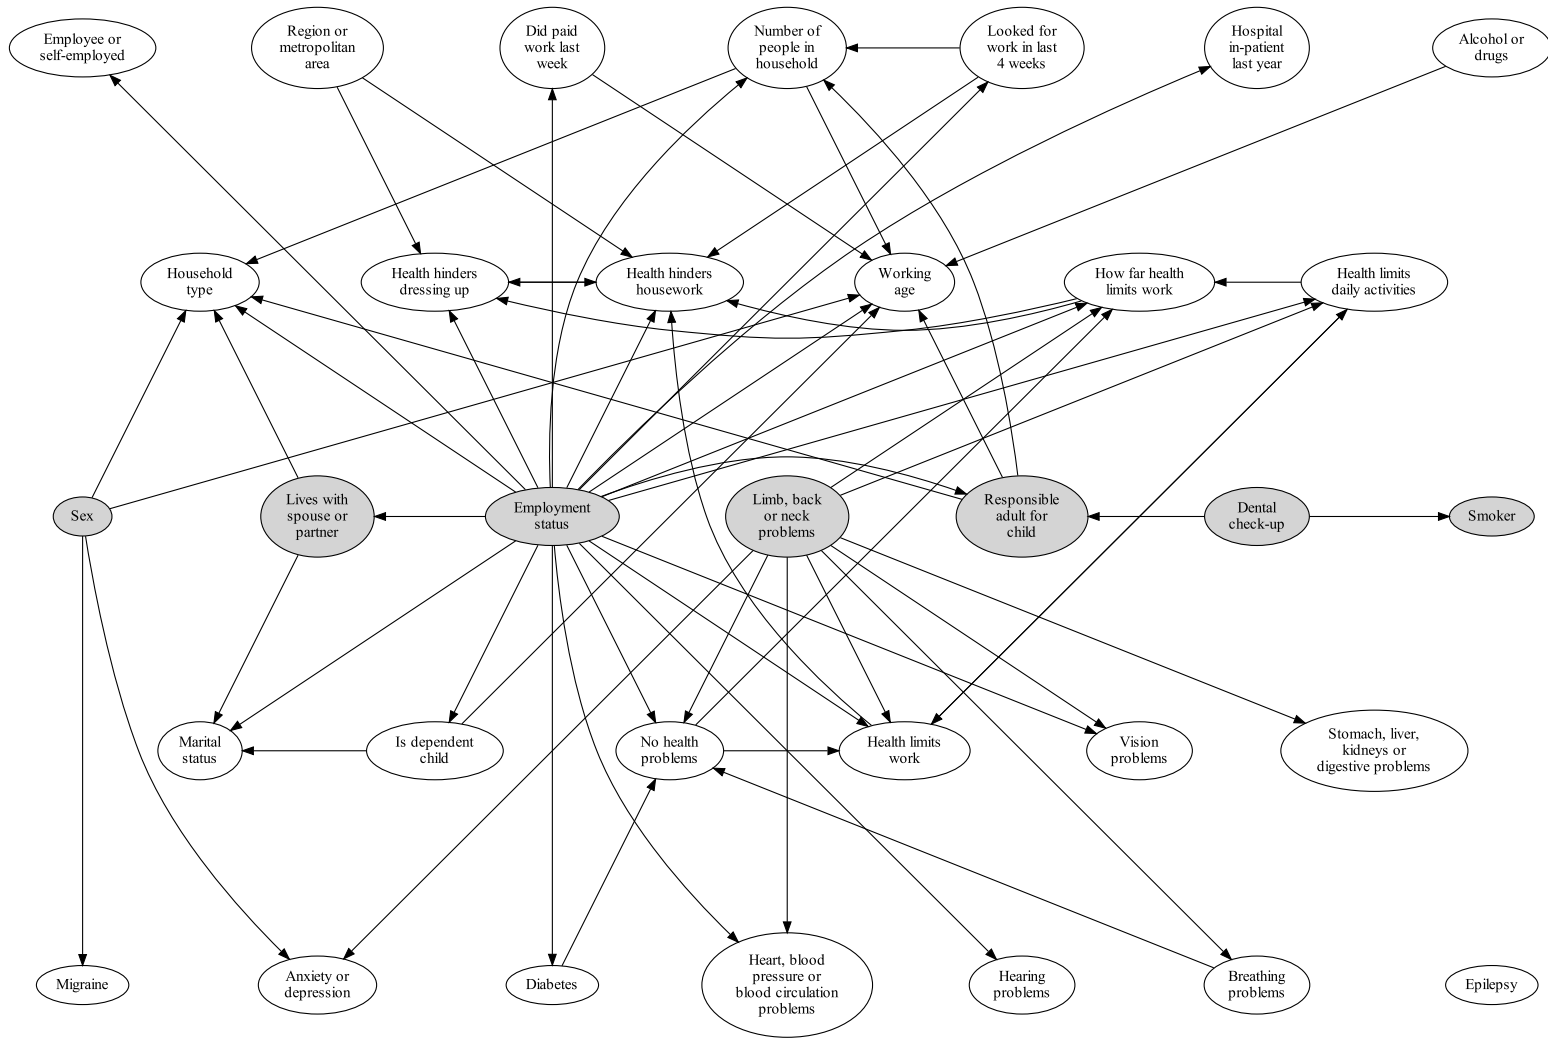 Employee or
self-employed
Region or
metropolitan
area
Did paid
work last
week
Number of
people in
household
Looked for
work in last
4 weeks
Hospital
in-patient
last year
Alcohol or
drugs
Household
type
Health hinders
dressing up
Health hinders
housework
Working
age
How far health
limits work
Health limits
daily activities
Sex
Lives with
spouse or
partner
Employment
status
Limb, back
or neck
problems
Responsible
adult for
child
Dental
check-up
Smoker
Marital
status
Is dependent
child
No health
problems
Health limits
work
Vision
problems
Stomach, liver,
kidneys or
digestive problems
Migraine
Anxiety or
depression
Diabetes
Heart, blood
pressure or
blood circulation
problems
Hearing
problems
Breathing
problems
Epilepsy